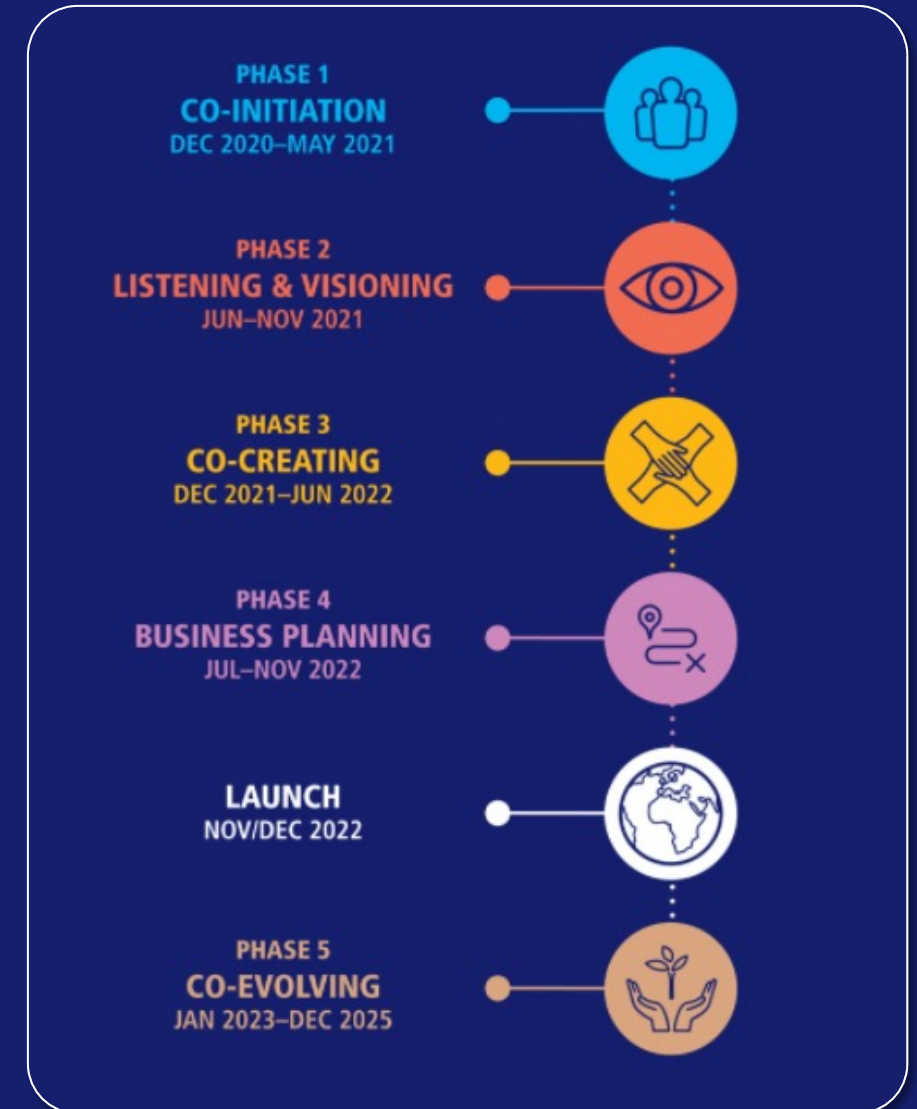 PHASE 1
CO-INITIATION
DEC 2020–MAY 2021
PHASE 2
LISTENING & VISIONING
JUN–NOV 2021
PHASE 3
CO-CREATING
DEC 2021–JUN 2022
PHASE 4
BUSINESS PLANNING
JUL–NOV 2022
LAUNCH
NOV/DEC 2022
PHASE 5
CO-EVOLVING
JAN 2023–DEC 2025